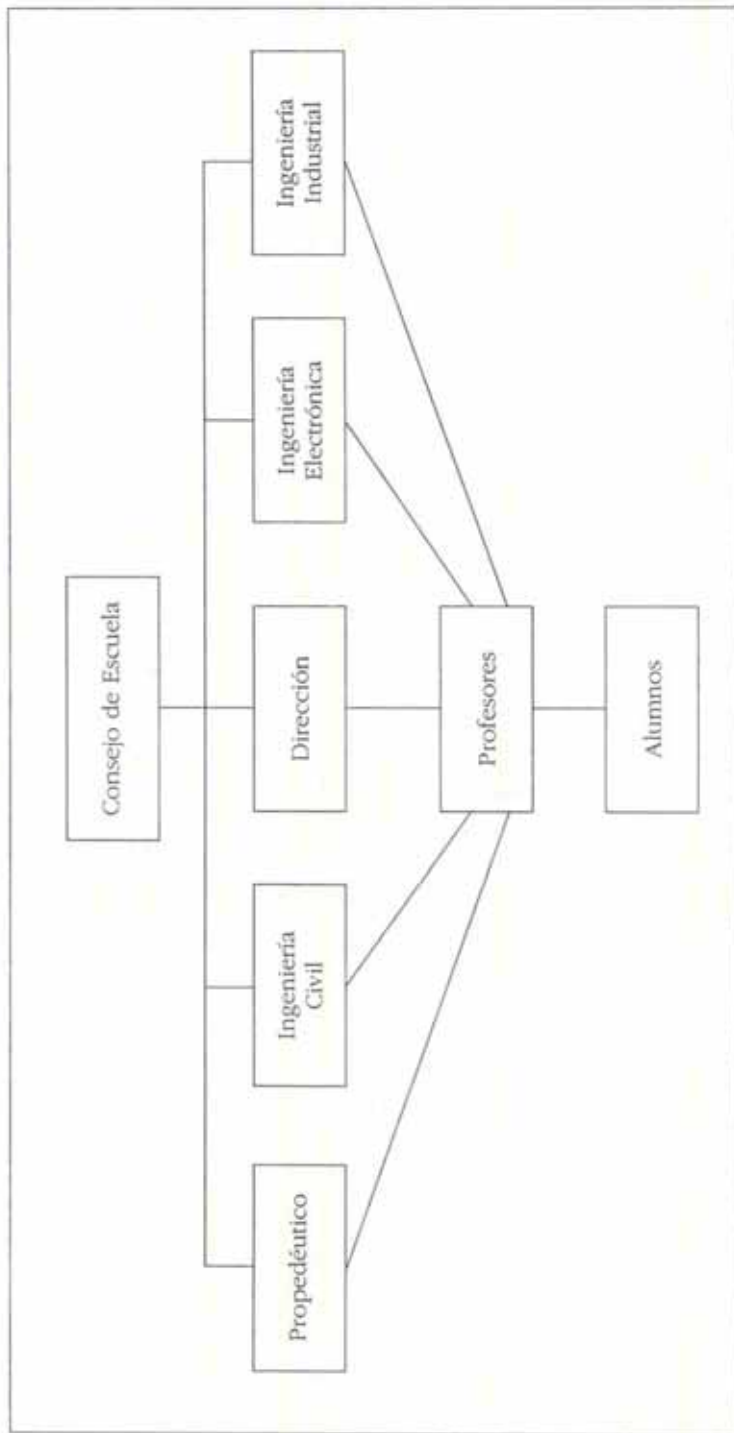 Consejo de Escuela
Propedéutico
Ingeniería
Civil
Dirección
Ingeniería
Electrónica
Ingeniería
Industrial
Profesores
Alumnos